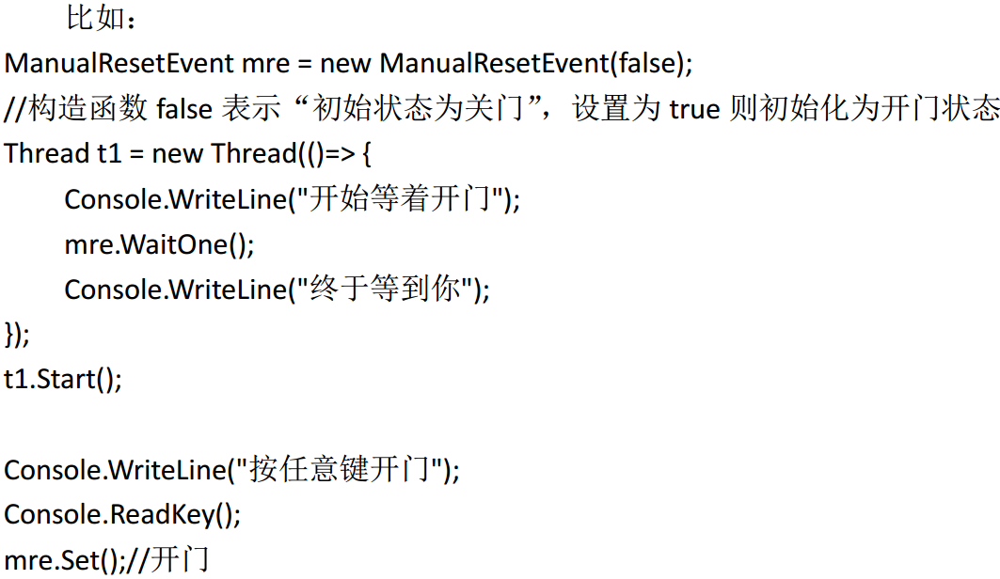 比如：
ManualResetEvent mre = new ManualResetEvent(false);
//构造函数 false 表示“初始状态为关门”，设置为 true 则初始化为开门状态
Thread t1 = new Thread(()=> {
Console.WriteLine("开始等着开门");
mre.WaitOne();
Console.WriteLine("终于等到你");
});
t1.Start();
Console.WriteLine("按任意键开门");
Console.ReadKey();
mre.Set();//开门